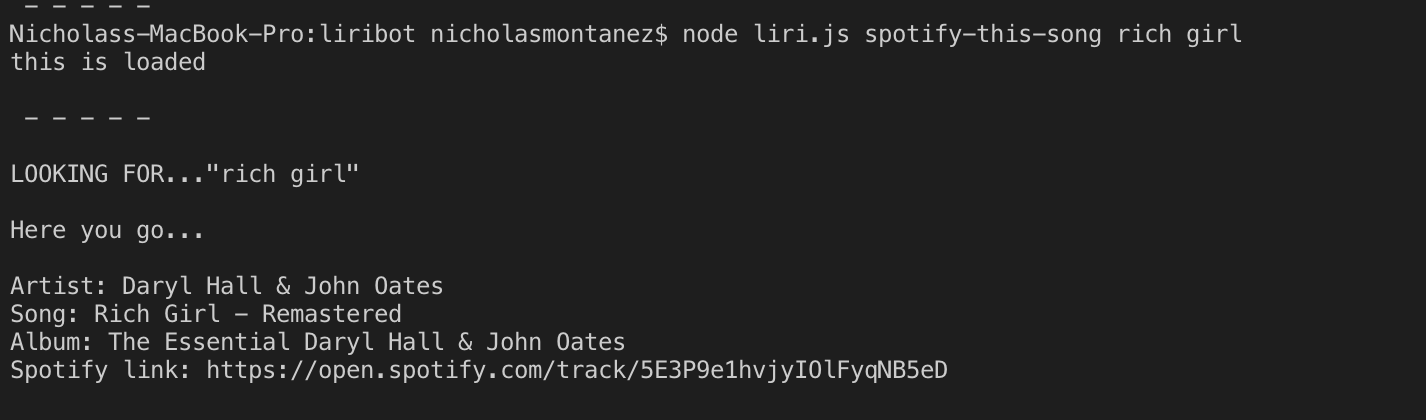 - - - - -
Nicholass-MacBook-Pro:liribot nicholasmontanez$ node liri.js spotify-this-song rich girl
this is loaded
- - - - -
LOOKING FOR..."rich girl"
Here you go...
Artist: Daryl Hall & John Oates
Song: Rich Girl - Remastered
Album: The Essential Daryl Hall & John Oates
Spotify link: https://open.spotify.com/track/5E3P9e1hvjyIOlFyqNB5eD